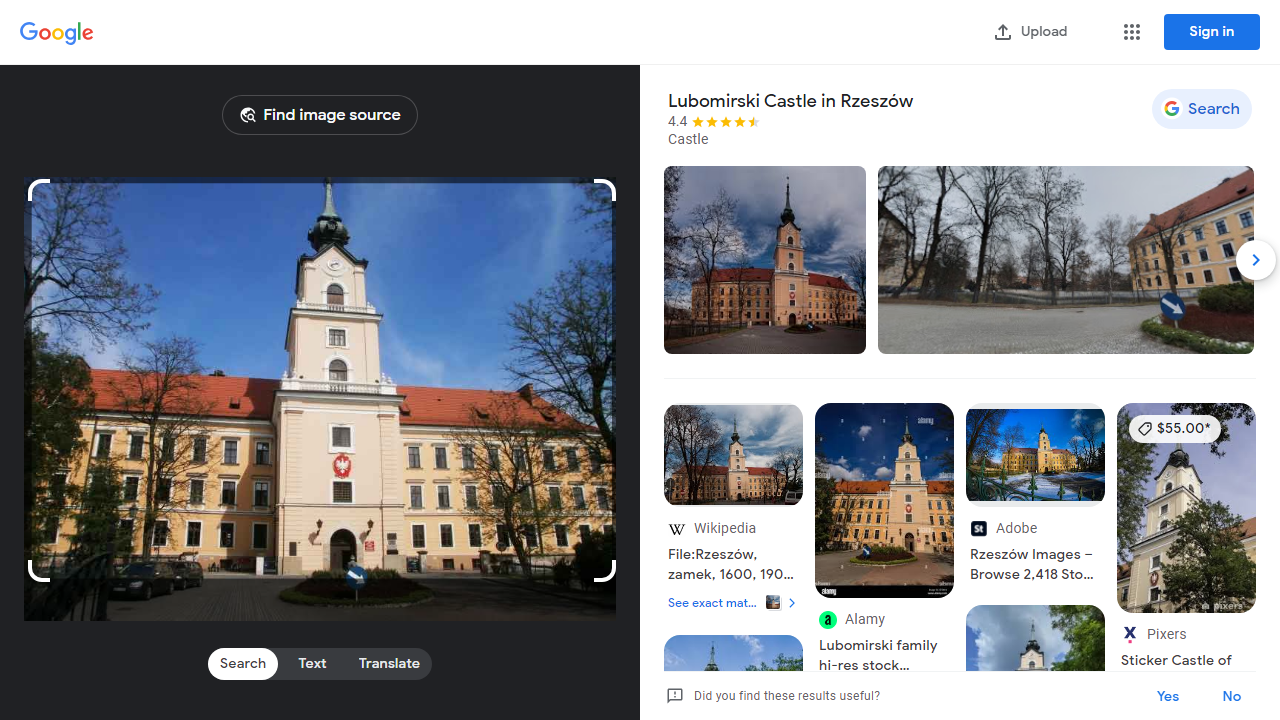 Google
Upload
Sign in
Find image source
Search
Text
Translate
Lubomirski Castle in Rzeszów
4.4
Castle
Search
Wikipedia
File:Rzeszów,
zamek, 1600, 190...
See exact mat...
alamy
alamy
Alamy
Lubomirski family
hi-res stock...
St
Adobe
Rzeszów Images –
Browse 2,418 Sto...
$55.00*
pixers
Pixers
Sticker Castle of
Did you find these results useful?
Yes
No